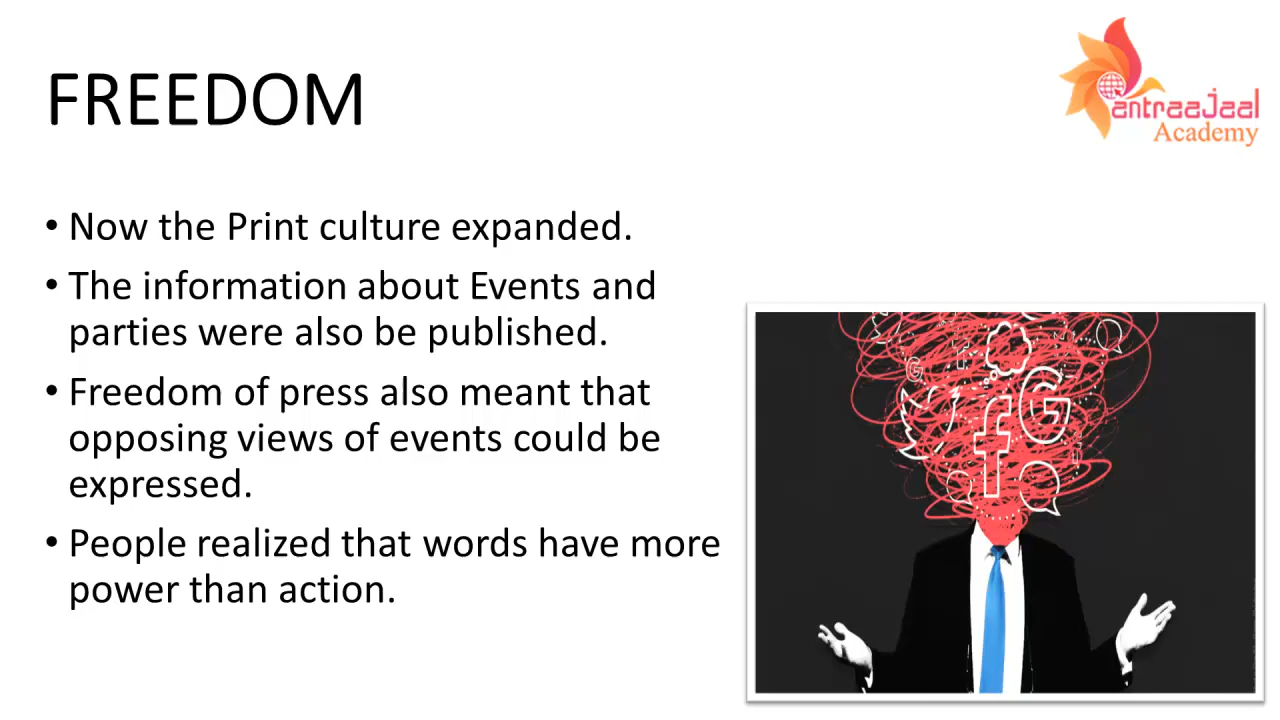 FREEDOM
antraajaal
Academy
• Now the Print culture expanded.
• The information about Events and
parties were also be published.
• Freedom of press also meant that
opposing views of events could be
expressed.
• People realized that words have more
power than action.
G
f
G